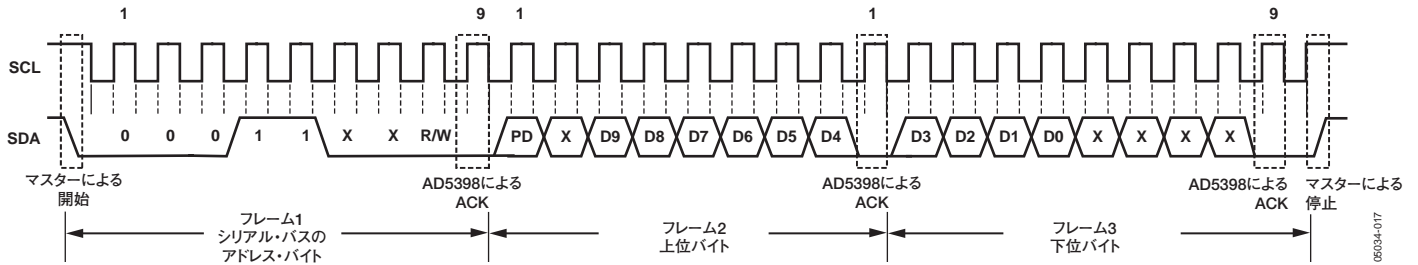 1 9 1 1 9
SCL
SDA 0 0 0 1 1 X X R/W PD X D9 D8 D7 D6 D5 D4 D3 D2 D1 D0 X X X X
マスターによる
開始
AD5398による
ACK
AD5398による
ACK
AD5398による
ACK
マスターによる
停止
フレーム1
シリアル・バスの
アドレス・バイト
フレーム2
上位バイト
フレーム3
下位バイト
05034-017